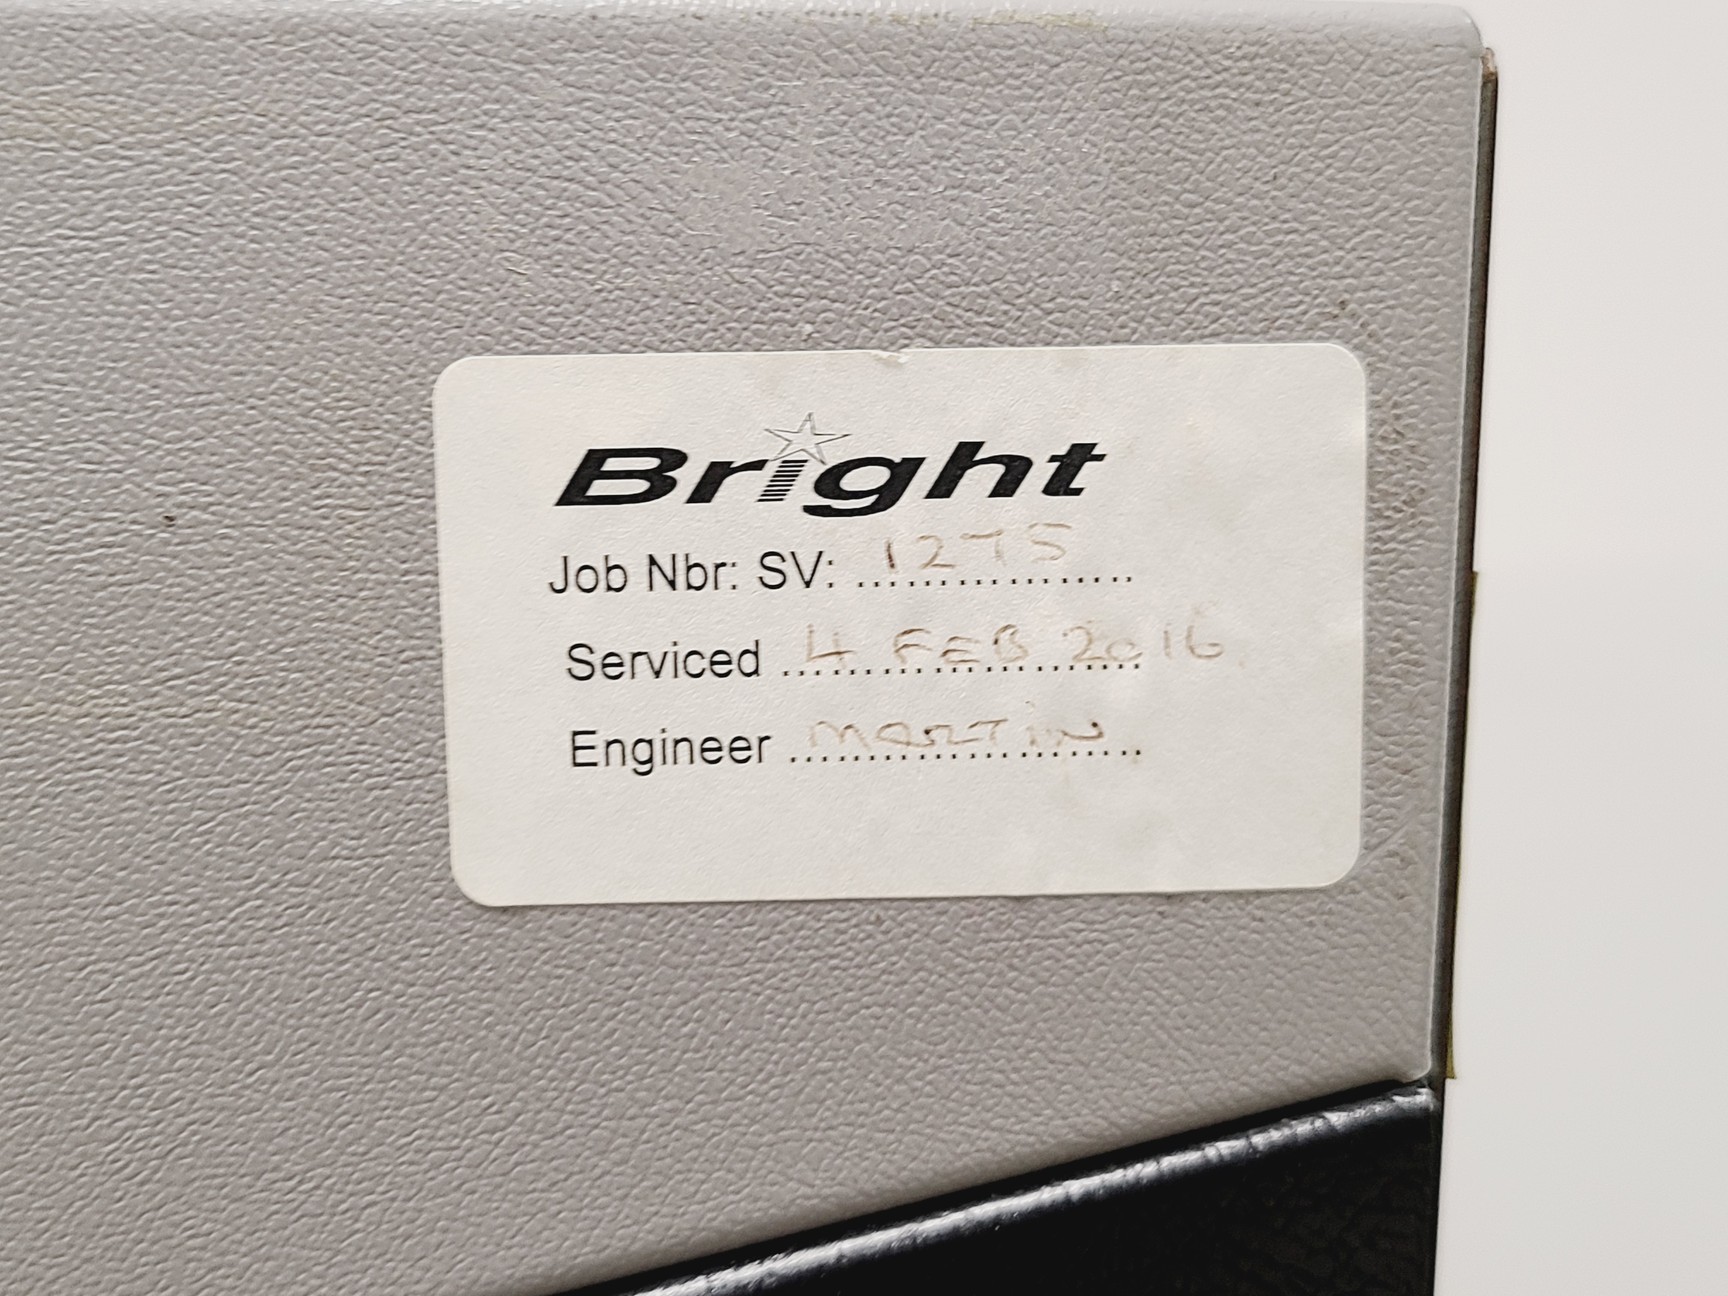 Bright
Job Nbr: SV: 1275
Serviced 4 FEB 2016
Engineer MARTIN